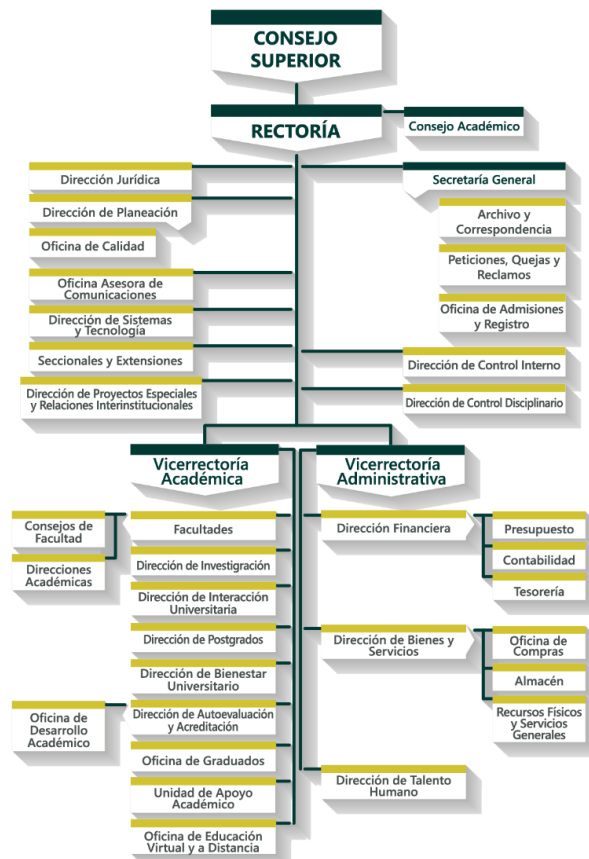 CONSEJO
SUPERIOR
RECTORÍA
Consejo Académico
Dirección Jurídica
Dirección de Planeación
Oficina de Calidad
Oficina Asesora de
Comunicaciones
Dirección de Sistemas
y Tecnología
Seccionales y Extensiones
Dirección de Proyectos Especiales
y Relaciones Interinstitucionales
Secretaría General
Archivo y
Correspondencia
Peticiones, Quejas y
Reclamos
Oficina de Admisiones
y Registro
Dirección de Control Interno
Dirección de Control Disciplinario
Vicerrectoría
Académica
Consejos de
Facultad
Direcciones
Académicas
Facultades
Dirección de Investigración
Dirección de Interacción
Universitaria
Dirección de Postgrados
Dirección de Bienestar
Universitario
Oficina de
Desarrollo
Académico
Dirección de Autoevaluación
y Acreditación
Oficina de Graduados
Unidad de Apoyo
Académico
Oficina de Educación
Virtual y a Distancia
Vicerrectoría
Administrativa
Dirección Financiera
Presupuesto
Contabilidad
Tesorería
Dirección de Bienes y
Servicios
Oficina de
Compras
Almacén
Recursos Físicos
y Servicios
Generales
Dirección de Talento
Humano